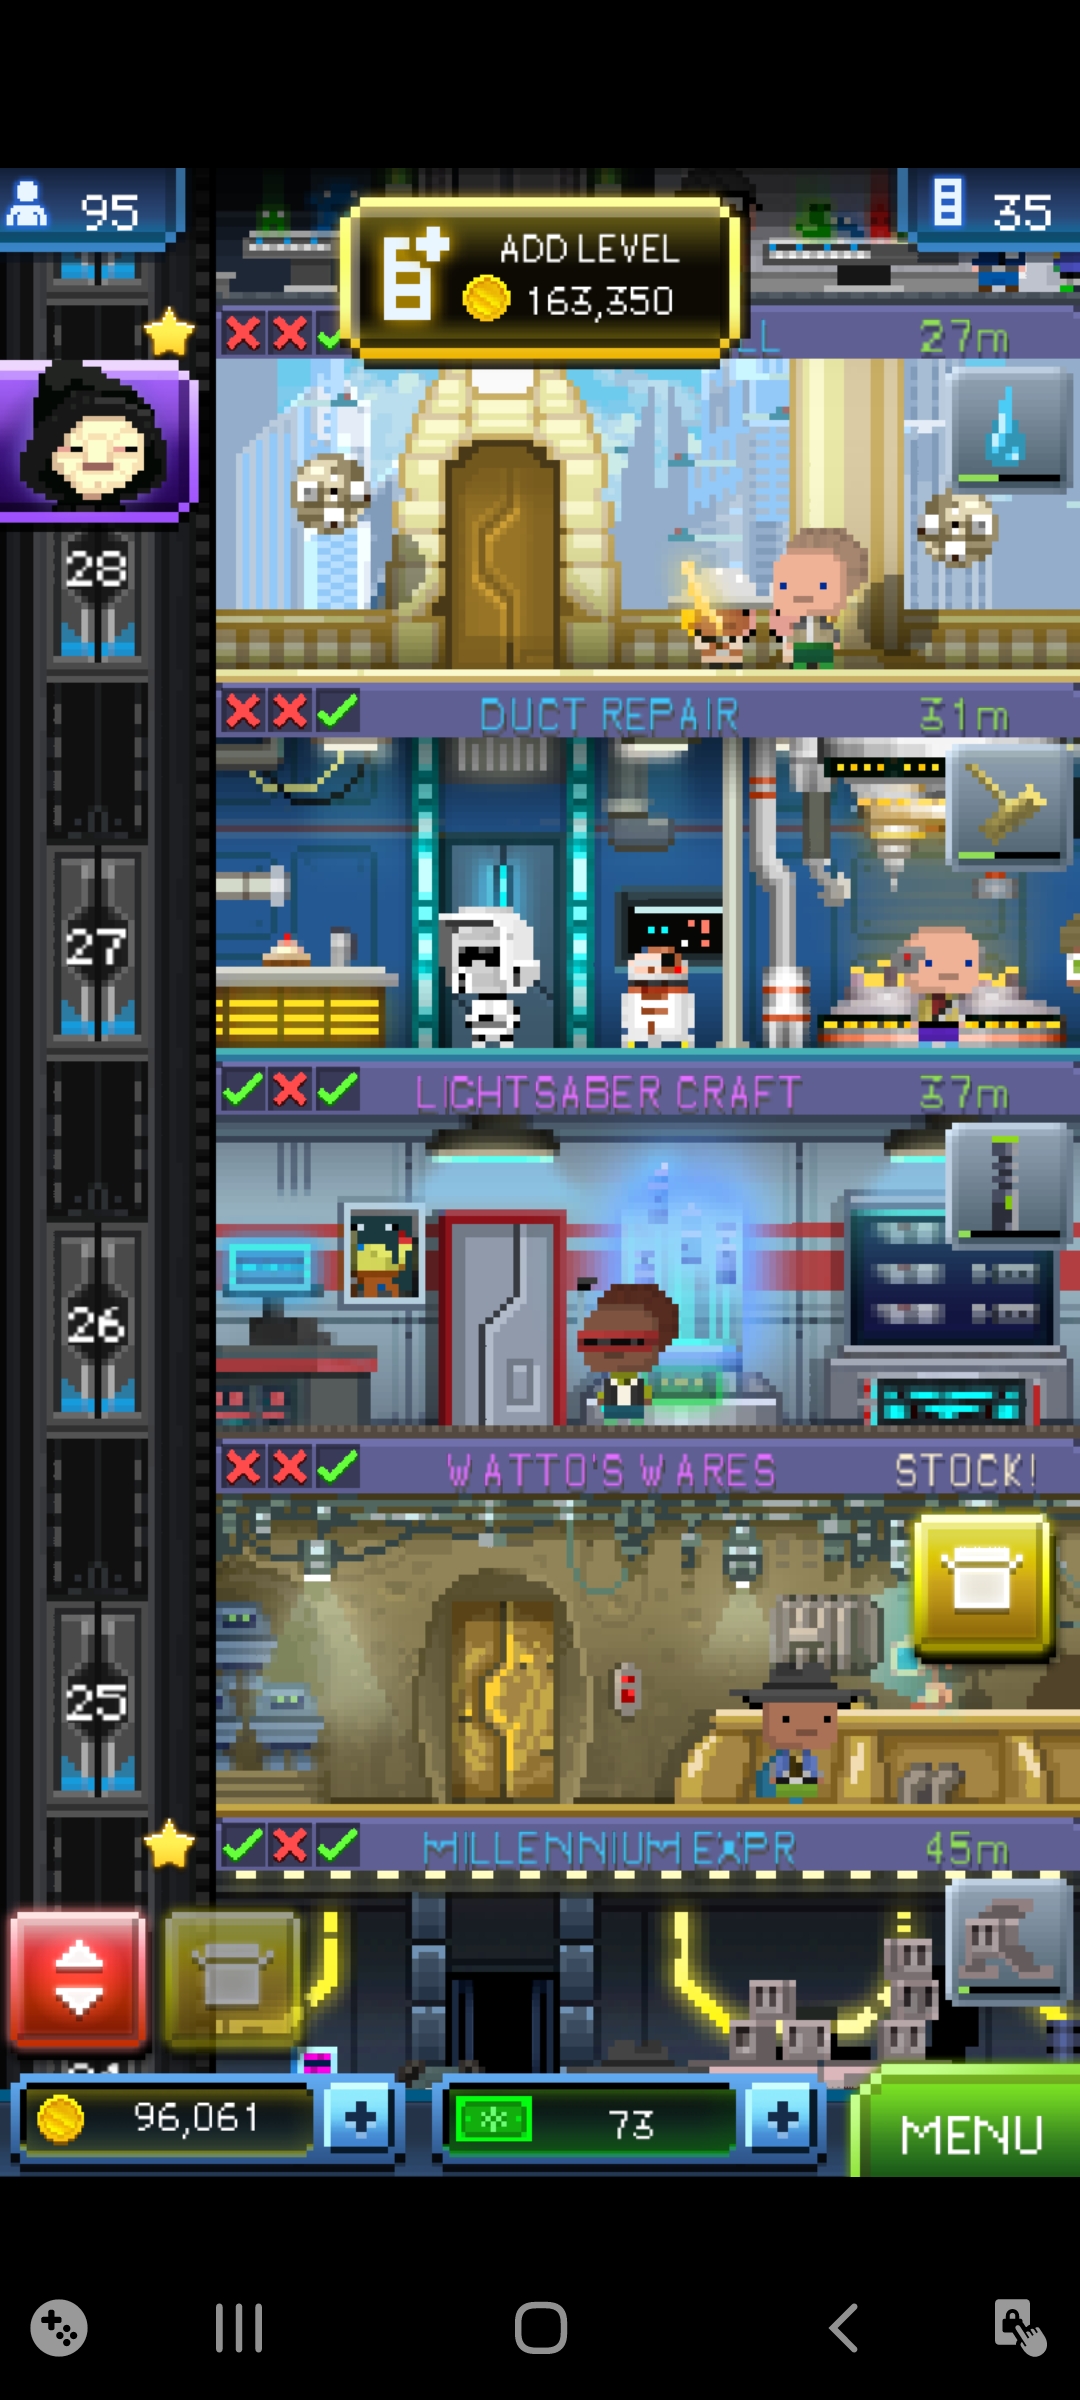 95
ADD LEVEL
163,350
35
LL
27m
28
DUCT REPAIR
31m
27
LIGHTSABER CRAFT
37m
26
WATTO'S WARES
STOCK!
25
MILLENNIUM EXPR
45m
96,061
73
MENU